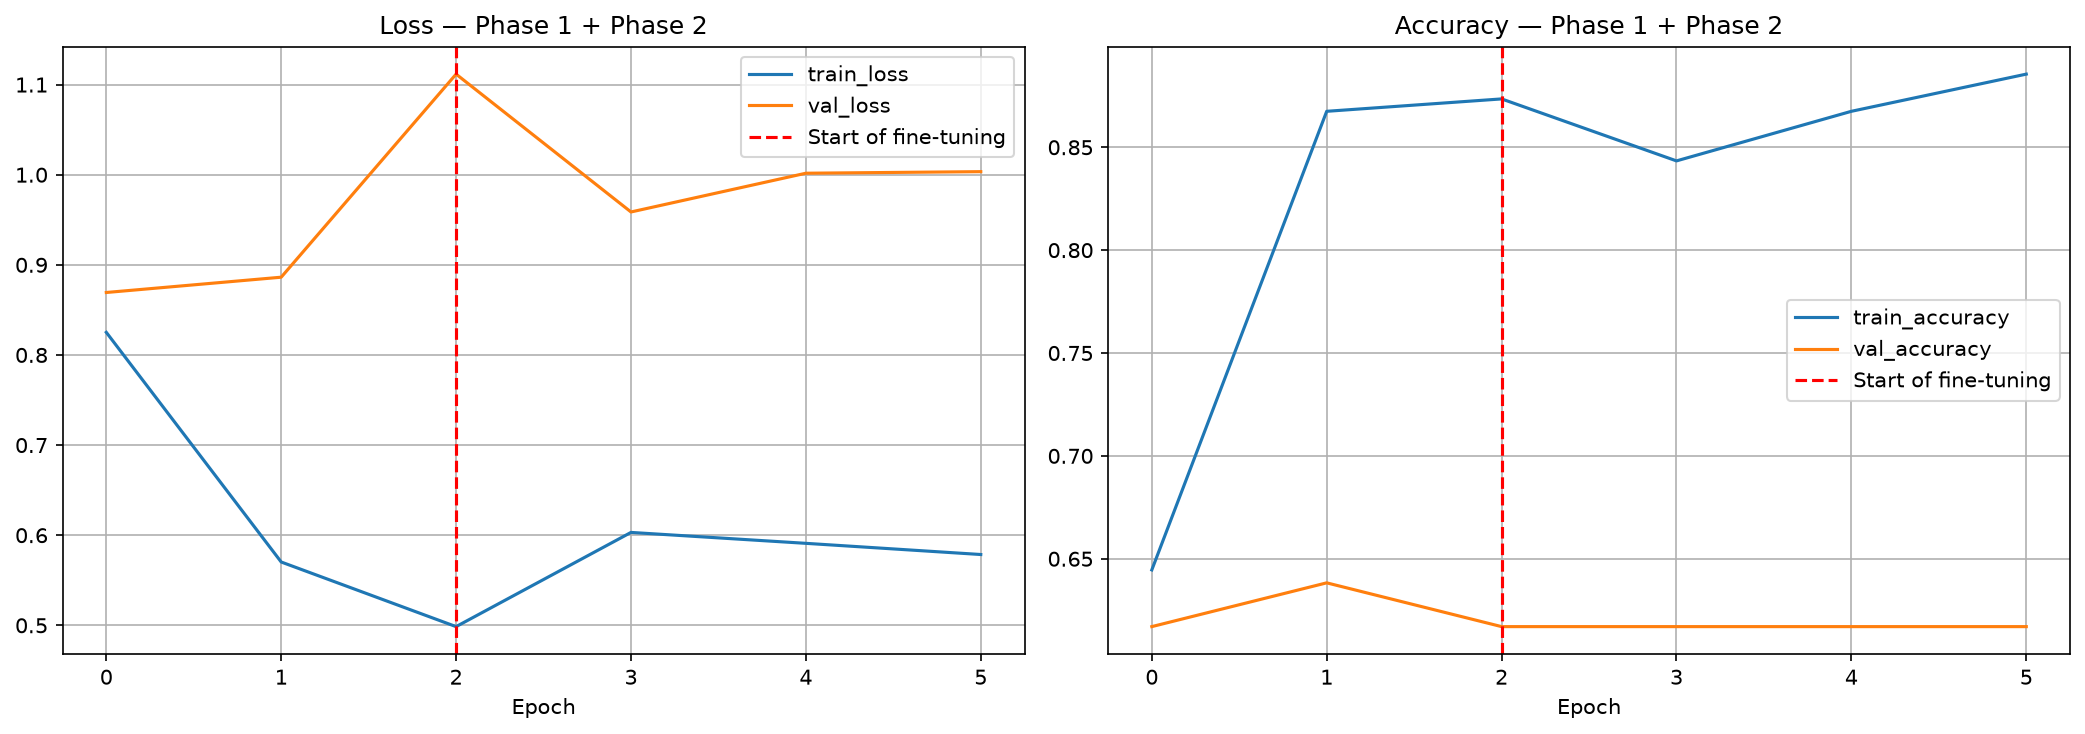 Loss — Phase 1 + Phase 2
1.1
1.0
0.9
0.8
0.7
0.6
0.5
train_loss
val_loss
Start of fine-tuning
0 1 2 3 4 5
Epoch
Accuracy — Phase 1 + Phase 2
0.85
0.80
0.75
0.70
0.65
train_accuracy
val_accuracy
Start of fine-tuning
0 1 2 3 4 5
Epoch